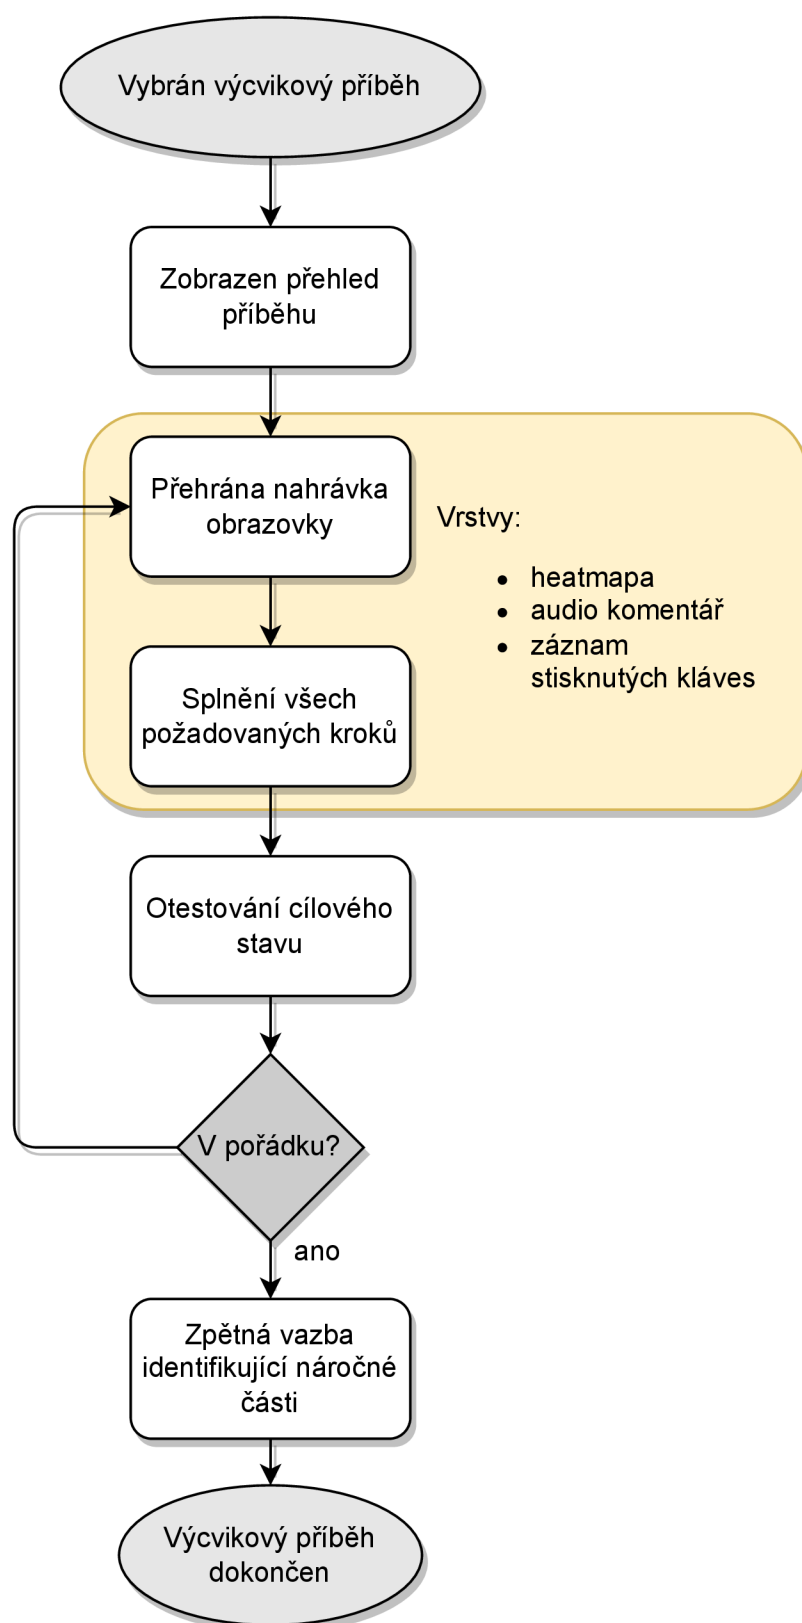 Vybrán výcvikový příběh
Zobrazen přehled
příběhu
Přehrána nahrávka
obrazovky
Vrstvy:
heatmapa
audio komentář
záznam
stisknutých kláves
Splnění všech
požadovaných kroků
Otestování cílového
stavu
V pořádku?
ano
Zpětná vazba
identifikující náročné
části
Výcvikový příběh
dokončen